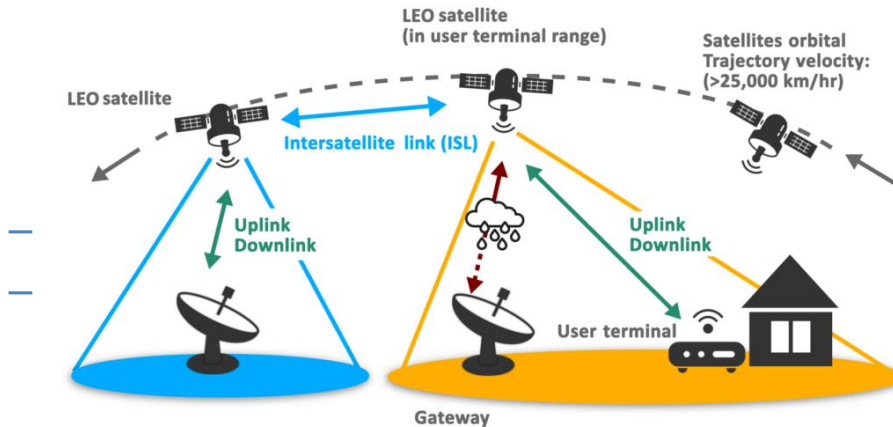 LEO satellite
(in user terminal range)
Satellites orbital
Trajectory velocity:
(>25,000 km/hr)
LEO satellite
Intersatellite link (ISL)
Uplink
Downlink
Uplink
Downlink
User terminal
Gateway